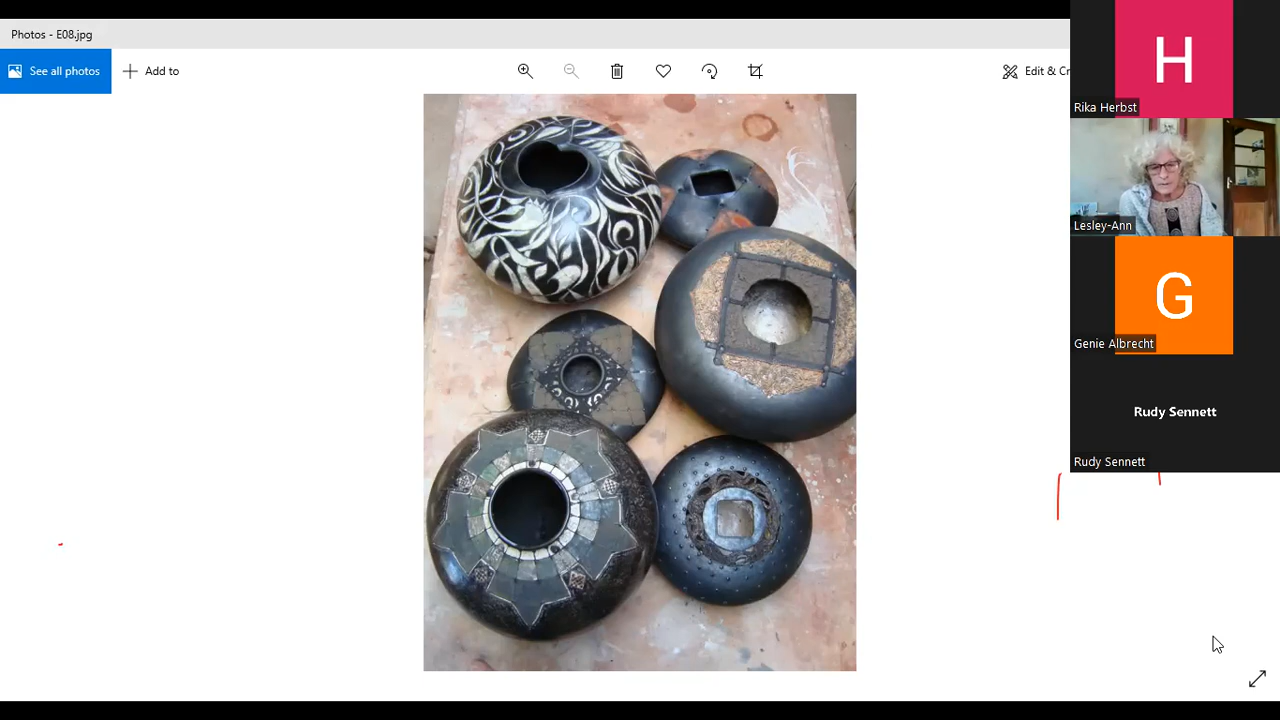 Photos - E08.jpg
See all photos
Add to
Edit & Cr
H
Rika Herbst
Lesley-Ann
G
Genie Albrecht
Rudy Sennett
Rudy Sennett